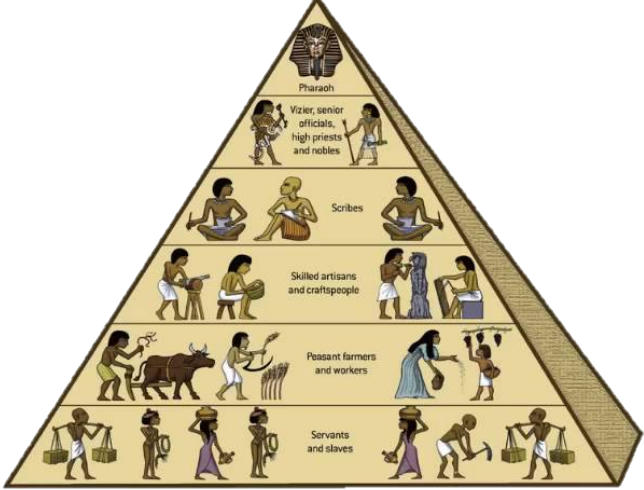 Pharaoh
Vizier, senior
officials,
high priests
and nobles
Scribes
Skilled artisans
and craftspeople
Peasant farmers
and workers
Servants
and slaves